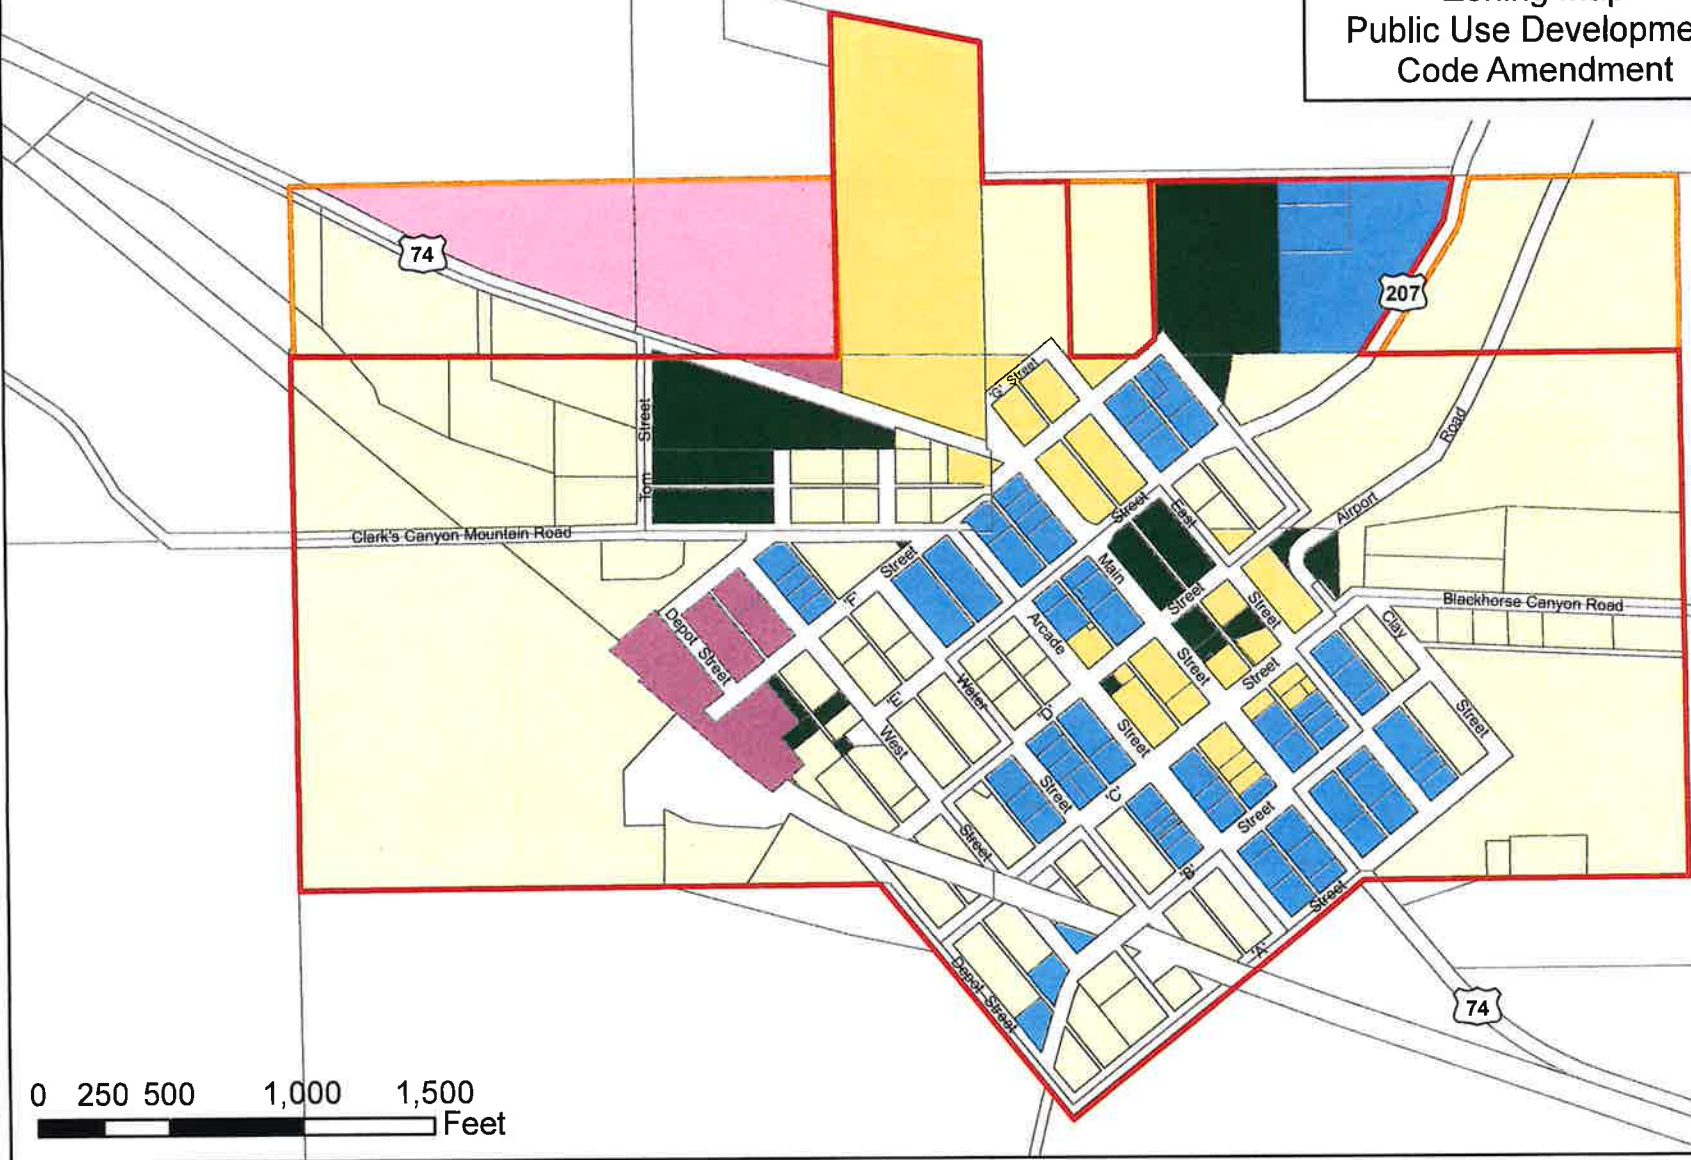 Public Use Developme
Code Amendment
74
207
'G' Street
Tom Street
Road
Airport
Street
East
Clark's Canyon Mountain Road
Street
'F'
Main
Street
Street
Blackhorse Canyon Road
Depot Street
Arcade
Street
Clay
Street
'E'
Water
'D'
Street
Street
West
Street
'C'
Street
Street
'B'
Street
'A'
Depot Street
74
0 250 500 1,000 1,500
Feet